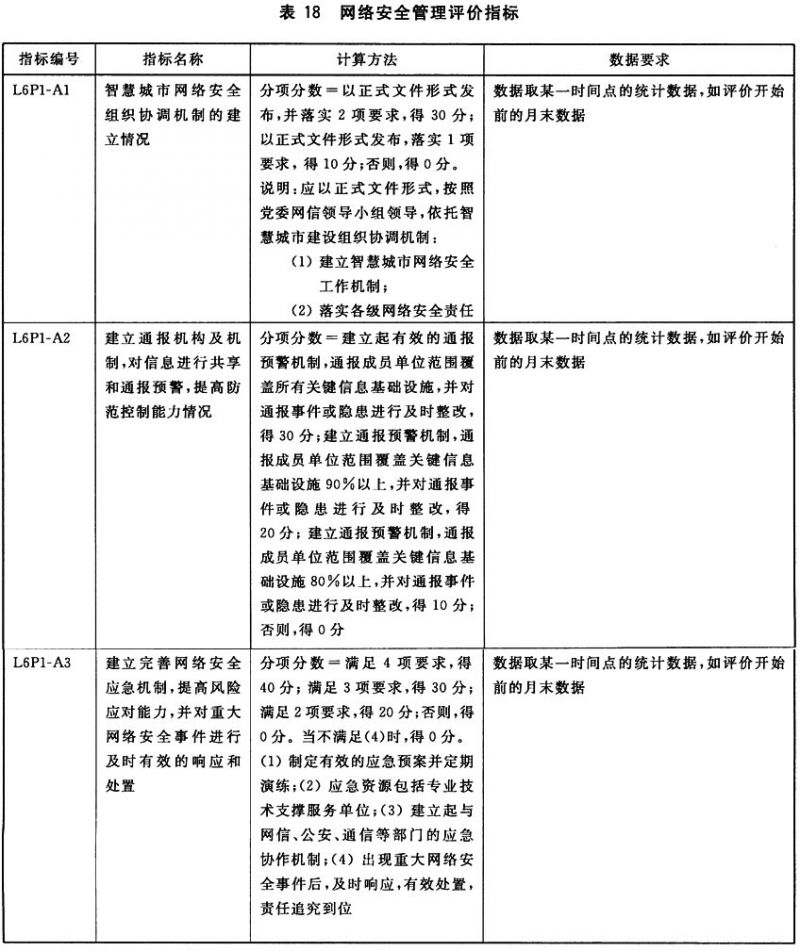 表 18 网络安全管理评价指标
指标编号 指标名称 计算方法 数据要求
L6P1-A1
智慧城市网络安全
组织协调机制的建
立情况
分项分数＝以正式文件形式发
布,并落实 2 项要求,得 30 分;
以正式文件形式发布,落实 1 项
要求，得 10 分;否则,得 0 分。
说明:应以正式文件形式,按照
党委网信领导小组领导,依托智
慧城市建设组织协调机制:
(1) 建立智慧城市网络安全
工作机制;
(2) 落实各级网络安全责任
数据取某一时间点的统计数据,如评价开始
前的月末数据
L6P1-A2
建立通报机构及机
制,对信息进行共享
和通报预警,提高防
范控制能力情况
分项分数＝建立起有效的通报
预警机制,通报成员单位范围覆
盖所有关键信息基础设施,并对
通报事件或隐患进行及时整改,
得 30 分;建立通报预警机制,通
报成员单位范围覆盖关键信息
基础设施 90%以上,并对通报事
件或隐患进行及时整改,得
20 分; 建立通报预警机制,通报
成员单位范围覆盖关键信息基
础设施 80%以上,并对通报事件
或隐患进行及时整改,得 10 分;
否则,得 0 分
数据取某一时间点的统计数据,如评价开始
前的月末数据
L6P1-A3
建立完善网络安全
应急机制,提高风险
应对能力,并对重大
网络安全事件进行
及时有效的响应和
处置
分项分数＝满足 4 项要求,得
40 分; 满足 3 项要求,得 30 分;
满足 2 项要求,得 20 分;否则,得
0 分。当不满足(4)时,得 0 分。
(1) 制定有效的应急预案并定期
演练;(2) 应急资源包括专业技
术支撑服务单位;(3) 建立起与
网信、公安、通信等部门的应急
协作机制;(4) 出现重大网络安
全事件后,及时响应,有效处置,
责任追究到位
数据取某一时间点的统计数据,如评价开始
前的月末数据